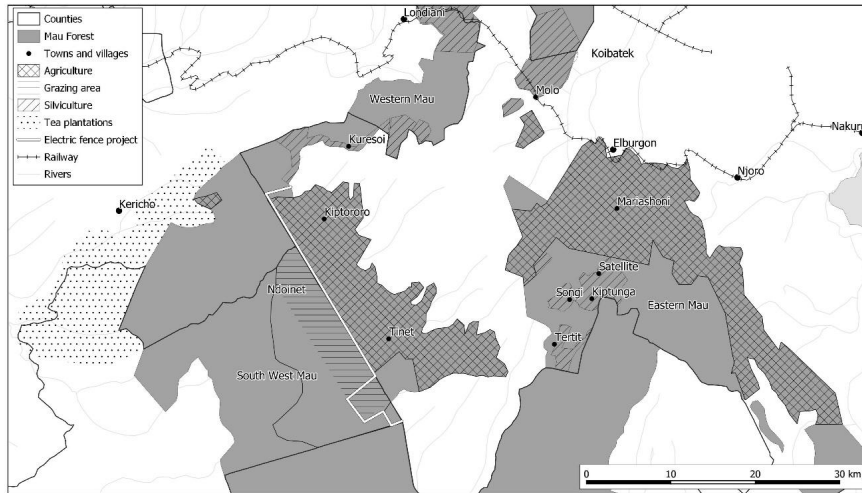 Counties
Mau Forest
Towns and villages
Agriculture
Grazing area
Silviculture
Tea plantations
Electric fence project
Railway
Rivers
Londiani
Koibatek
Western Mau
Molo
Kuresoi
Elburgon
Nakuru
Njoro
Kericho
Kiptororo
Mariashoni
Satellite
Ndoinet
Songi
Kiptunga
Eastern Mau
Tinet
Tertit
South West Mau
0 10 20 30 km